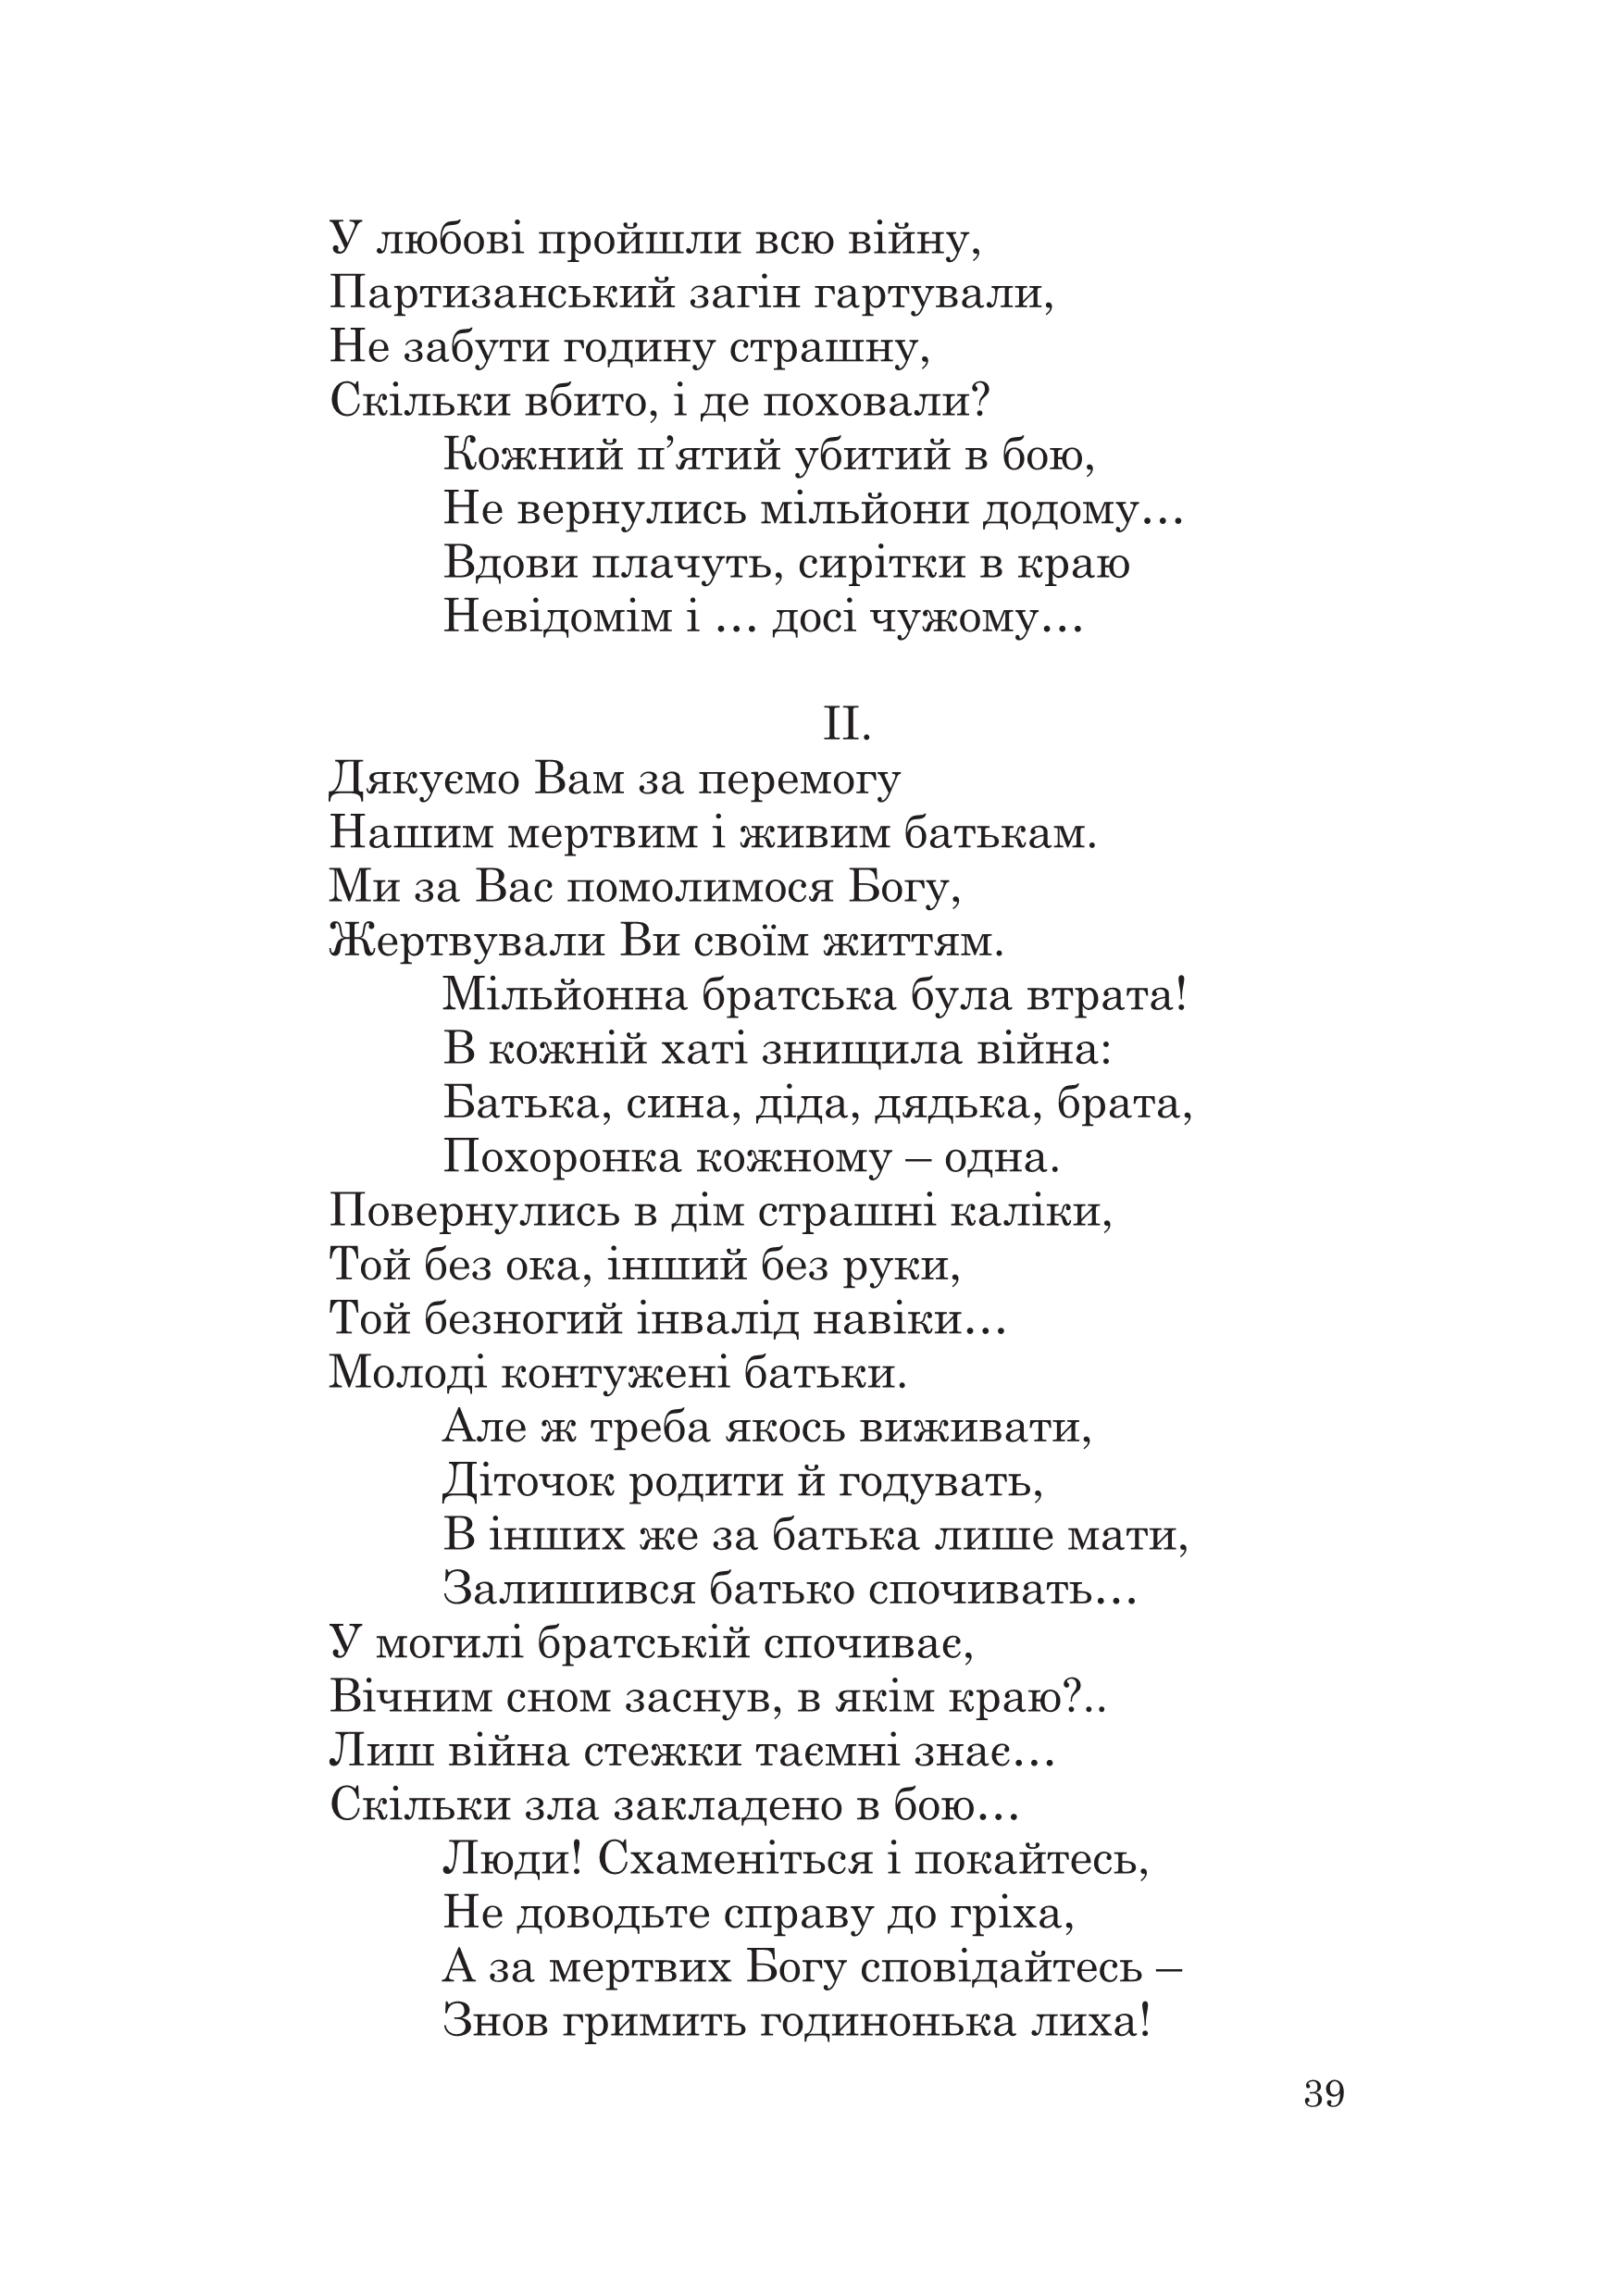 У любові пройшли всю війну,
Партизанський загін гартували,
Не забути годину страшну,
Скільки вбито, і де поховали?
Кожний п’ятий убитий в бою,
Не вернулись мільйони додому...
Вдови плачуть, сирітки в краю
Невідомім і ... досі чужому...
II.
Дякуємо Вам за перемогу
Нашим мертвим і живим батькам.
Ми за Вас помолимося Богу,
Жертвували Ви своїм життям.
Мільйонна братська була втрата!
В кожній хаті знищила війна:
Батька, сина, діда, дядька, брата,
Похоронка кожному – одна.
Повернулись в дім страшні каліки,
Той без ока, інший без руки,
Той безногий інвалід навіки...
Молоді контужені батьки.
Але ж треба якось виживати,
Діточок родити й годувать,
В інших же за батька лише мати,
Залишився батько спочивать...
У могилі братській спочиває,
Вічним сном заснув, в якім краю?..
Лиш війна стежки таємні знає...
Скільки зла закладено в бою...
Люди! Схаменіться і покайтесь,
Не доводьте справу до гріха,
А за мертвих Богу сповідайтесь –
Знов гримить годинонька лиха!
39